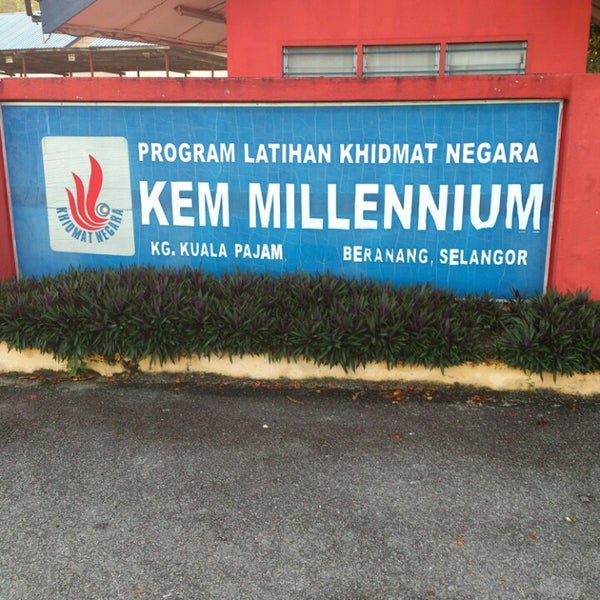 PROGRAM LATIHAN KHIDMAT NEGARA
KEM MILLENNIUM
KG. KUALA PAJAM BERANANG, SELANGOR
KHIDMAT NEGARA